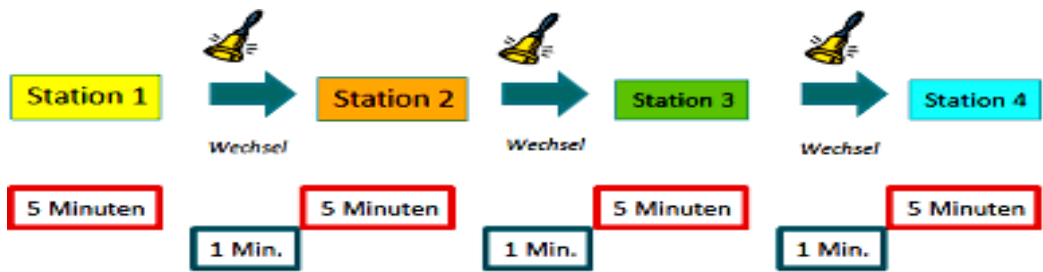 Station 1
Station 2
Station 3
Station 4
Wechsel
Wechsel
Wechsel
5 Minuten
5 Minuten
5 Minuten
5 Minuten
1 Min.
1 Min.
1 Min.